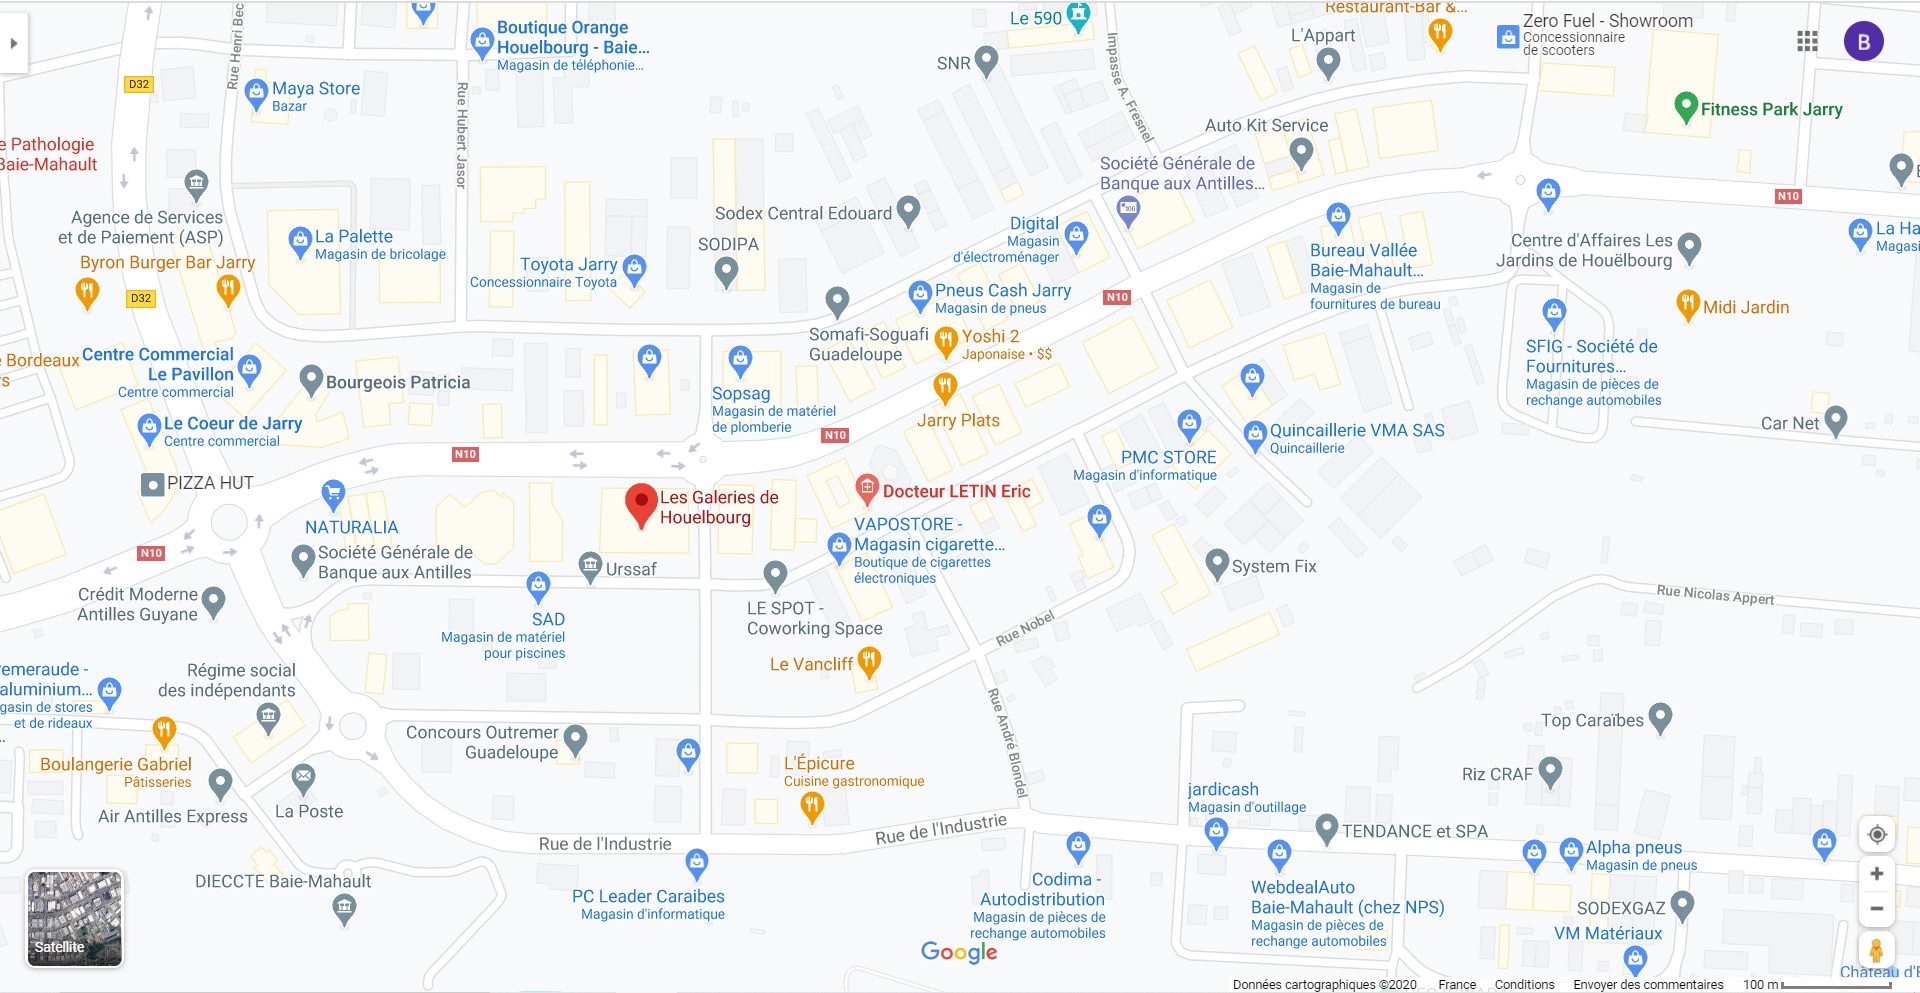 Boutique Orange
Houelbourg - Baie...
Magasin de téléphonie...
Le 590
Restaurant-Bar &...
L'Appart
Zero Fuel - Showroom
Concessionnaire
de scooters
B
SNR
Rue Henri Bec
D32
Maya Store
Bazar
Rue Hubert Jasor
Impasse A. Fresnel
Fitness Park Jarry
e Pathologie
Baie-Mahault
Auto Kit Service
Société Générale de
Banque aux Antilles...
N10
Agence de Services
et de Paiement (ASP)
La Palette
Magasin de bricolage
Sodex Central Edouard
SODIPA
Digital
Magasin
d'électroménager
Bureau Vallée
Baie-Mahault...
Magasin de
fournitures de bureau
Centre d'Affaires Les
Jardins de Houëlbourg
La Ha
Magasi
Byron Burger Bar Jarry
D32
Toyota Jarry
Concessionnaire Toyota
Pneus Cash Jarry
Magasin de pneus
N10
Midi Jardin
Somafi-Soguafi
Guadeloupe
Yoshi 2
Japonaise • $$
SFIG - Société de
Fournitures...
Magasin de pièces de
rechange automobiles
e Bordeaux
rs
Centre Commercial
Le Pavillon
Centre commercial
Bourgeois Patricia
Sopsag
Magasin de matériel
de plomberie
Jarry Plats
Le Coeur de Jarry
Centre commercial
N10
N10
PMC STORE
Magasin d'informatique
Quincaillerie VMA SAS
Quincaillerie
Car Net
PIZZA HUT
NATURALIA
Les Galeries de
Houelbourg
Docteur LETIN Eric
VAPOSTORE -
Magasin cigarette...
Boutique de cigarettes
électroniques
N10
Société Générale de
Banque aux Antilles
Urssaf
System Fix
Crédit Moderne
Antilles Guyane
SAD
Magasin de matériel
pour piscines
LE SPOT -
Coworking Space
Rue Nobel
Rue Nicolas Appert
Le Vancliff
emeraude -
aluminium...
gasin de stores
et de rideaux
...
Régime social
des indépendants
Rue André Blondel
Concours Outremer
Guadeloupe
Top Caraïbes
Boulangerie Gabriel
Pâtisseries
L'Épicure
Cuisine gastronomique
Riz CRAF
Air Antilles Express
La Poste
jardicash
Magasin d'outillage
Rue de l'Industrie
Rue de l'Industrie
TENDANCE et SPA
Alpha pneus
Magasin de pneus
DIECCTE Baie-Mahault
PC Leader Caraibes
Magasin d'informatique
Codima -
Autodistribution
Magasin de pièces de
rechange automobiles
WebdealAuto
Baie-Mahault (chez NPS)
Magasin de pièces de
rechange automobiles
SODEXGAZ
VM Matériaux
Satellite
Google
Château d'E
Données cartographiques ©2020 France Conditions Envoyer des commentaires 100 m